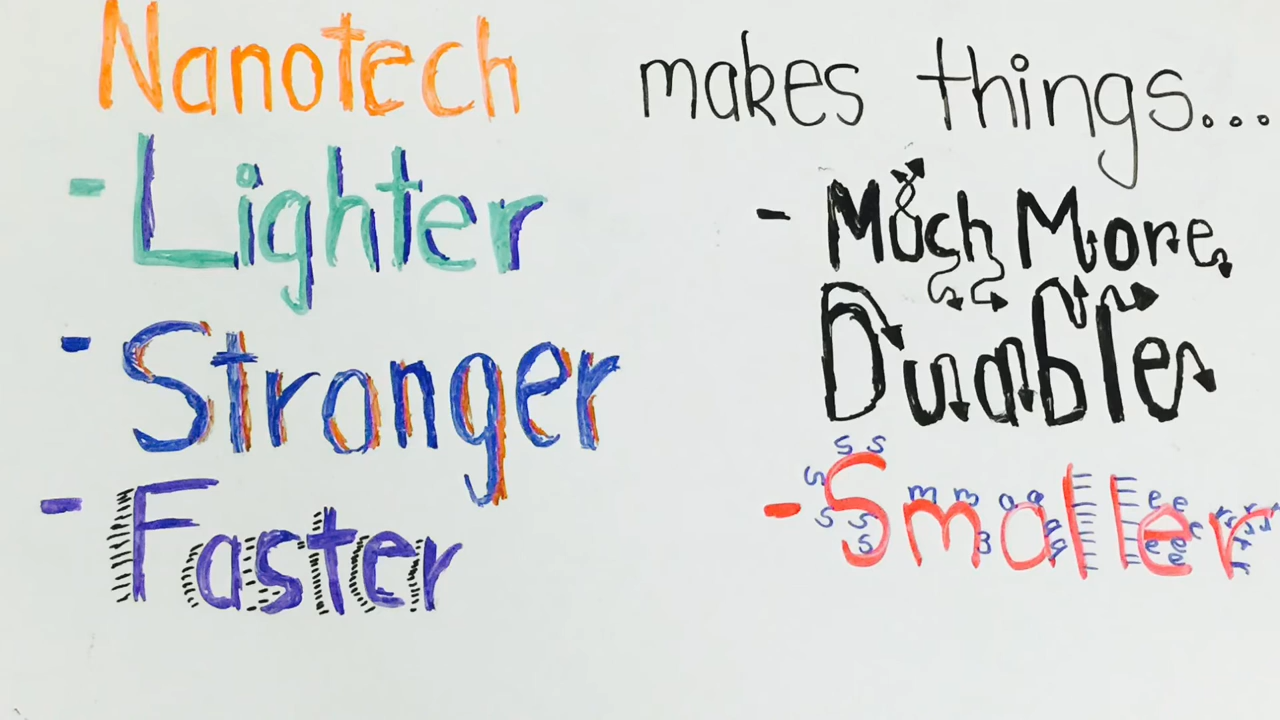 Nanotech makes things...
- Lighter
- Stronger
- Faster
- Much More
Durable
- Smaller